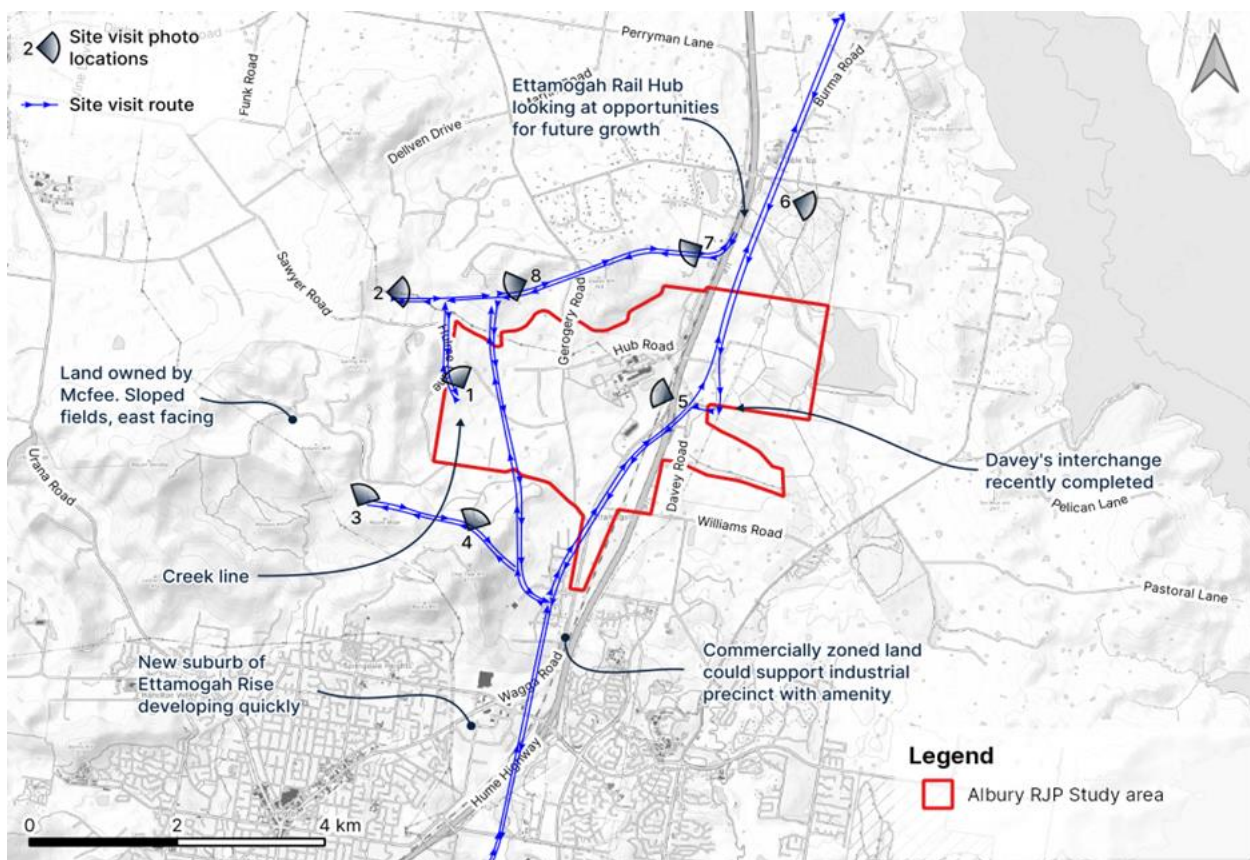 2
Site visit photo
locations
Site visit route
Perryman Lane
N
Funk Road
Burma Road
Ettamogah Rail Hub
looking at opportunities
for future growth
Road
Dellven Drive
6
7
Sawyer Road
2
8
Gerogery Road
Hub Road
Land owned by
Mcfee. Sloped
fields, east facing
1
5
Davey Road
Davey's interchange
recently completed
Pelican Lane
Urana Road
3
4
Williams Road
Creek line
Pastoral Lane
New suburb of
Ettamogah Rise
developing quickly
Wagga Road
Commercially zoned land
could support industrial
precinct with amenity
Hume Highway
Legend
Albury RJP Study area
0
2
4 km